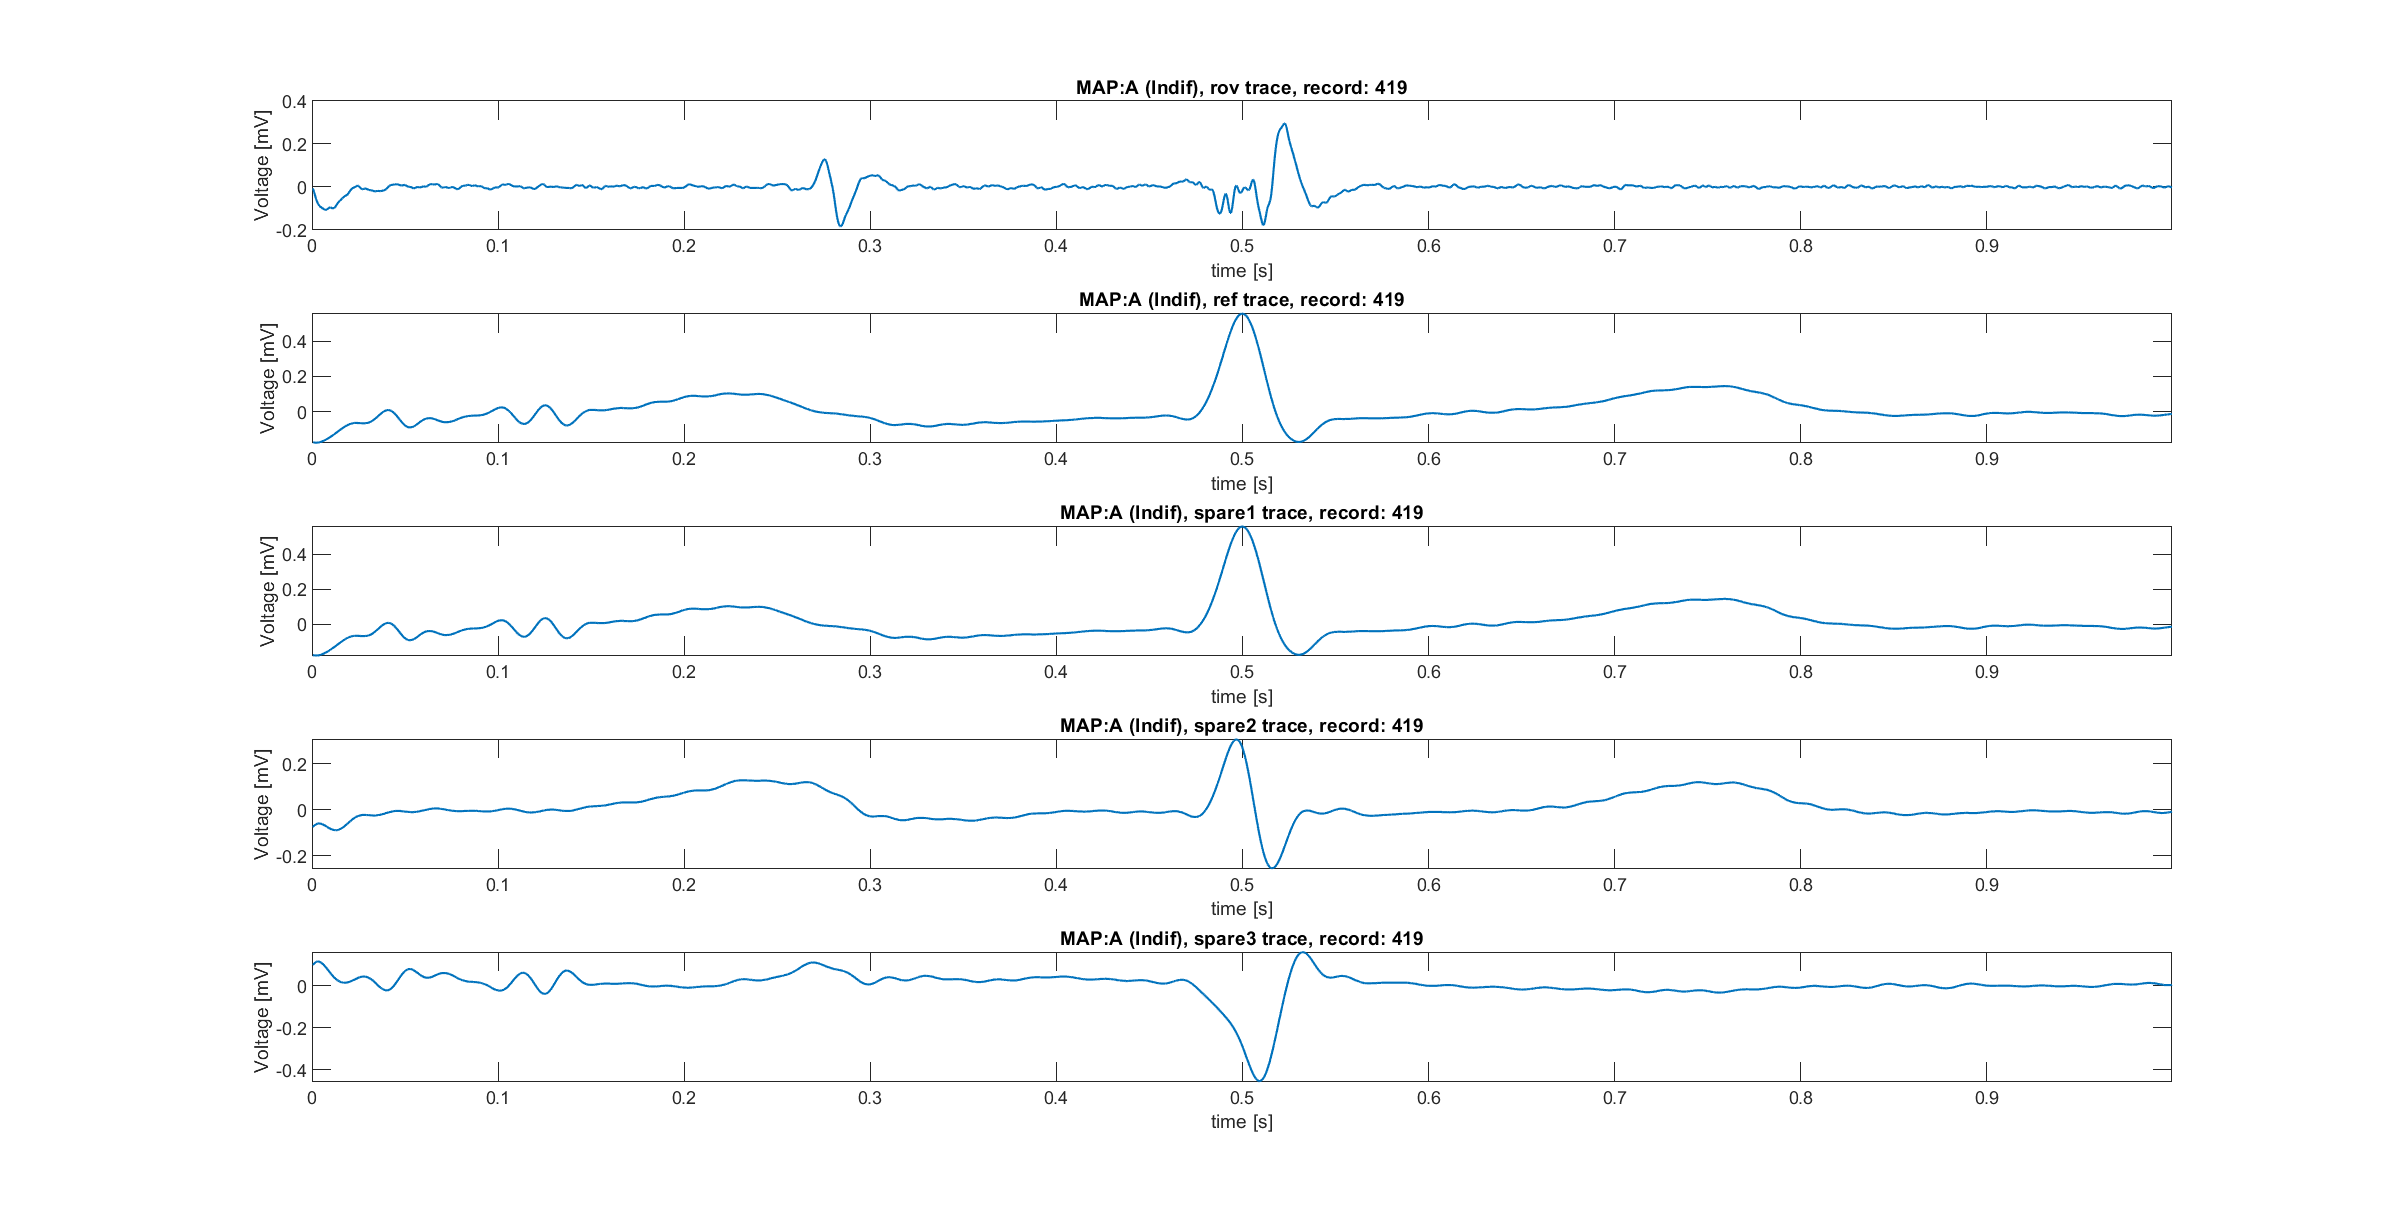 MAP:A (Indif), rov trace, record: 419
Voltage [mV]
0.4
0.2
0
-0.2
0 0.1 0.2 0.3 0.4 0.5 0.6 0.7 0.8 0.9
time [s]
MAP:A (Indif), ref trace, record: 419
Voltage [mV]
0.4
0.2
0
0 0.1 0.2 0.3 0.4 0.5 0.6 0.7 0.8 0.9
time [s]
MAP:A (Indif), spare1 trace, record: 419
Voltage [mV]
0.4
0.2
0
0 0.1 0.2 0.3 0.4 0.5 0.6 0.7 0.8 0.9
time [s]
MAP:A (Indif), spare2 trace, record: 419
Voltage [mV]
0.2
0
-0.2
0 0.1 0.2 0.3 0.4 0.5 0.6 0.7 0.8 0.9
time [s]
MAP:A (Indif), spare3 trace, record: 419
Voltage [mV]
0
-0.2
-0.4
0 0.1 0.2 0.3 0.4 0.5 0.6 0.7 0.8 0.9
time [s]